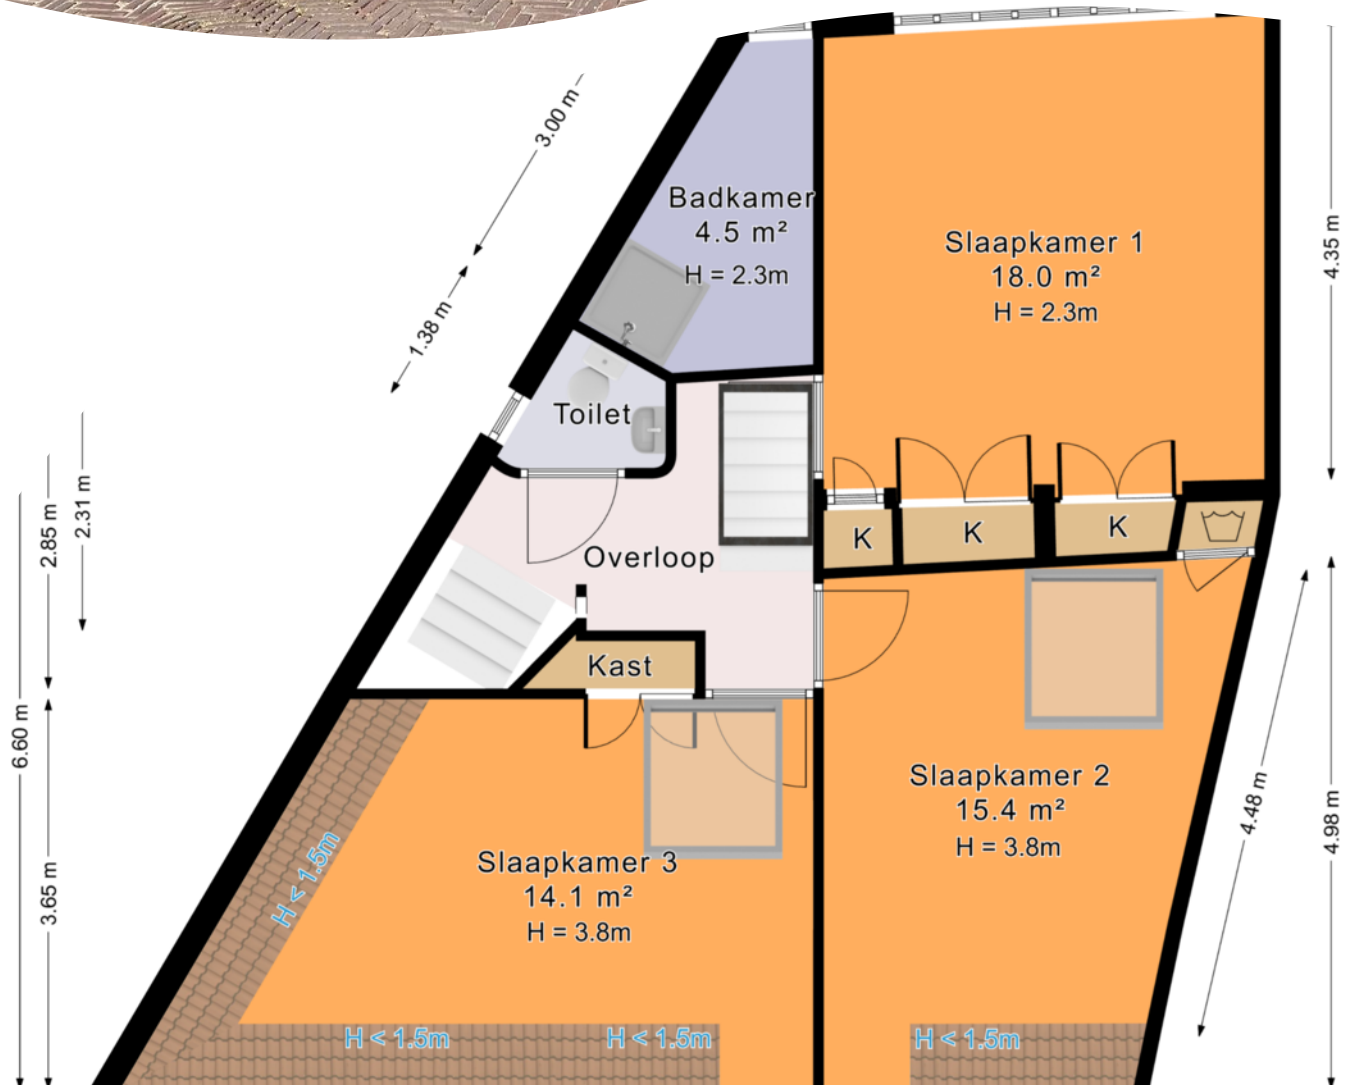 3.00 m
1.38 m
Badkamer
4.5 m²
H = 2.3m
Slaapkamer 1
18.0 m²
H = 2.3m
4.35 m
Toilet
2.31 m
2.85 m
6.60 m
3.65 m
Overloop
K
K
K
Kast
Slaapkamer 2
15.4 m²
H = 3.8m
4.48 m
4.98 m
Slaapkamer 3
14.1 m²
H = 3.8m
H < 1.5m
H < 1.5m
H < 1.5m
H < 1.5m